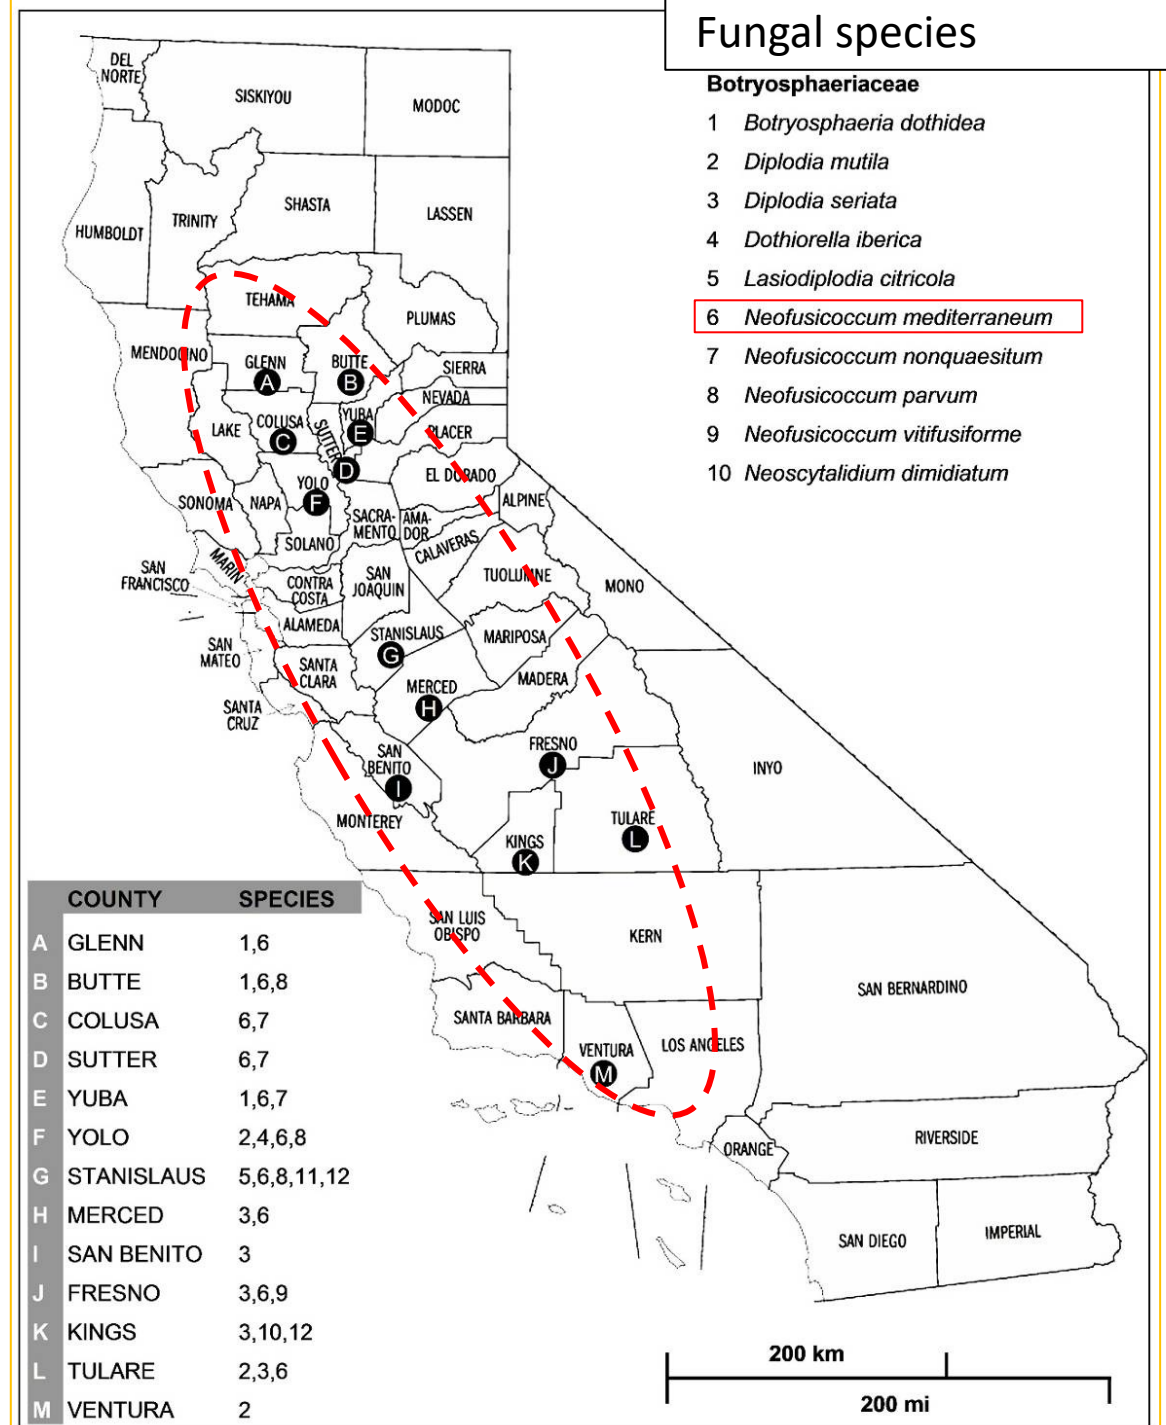 Fungal species
Botryosphaeriaceae
1 Botryosphaeria dothidea
2 Diplodia mutila
3 Diplodia seriata
4 Dothiorella iberica
5 Lasiodiplodia citricola
6 Neofusicoccum mediterraneum
7 Neofusicoccum nonquaesitum
8 Neofusicoccum parvum
9 Neofusicoccum vitifusiforme
10 Neoscytalidium dimidiatum
DEL
NORTE
SISKIYOU
MODOC
HUMBOLDT
TRINITY
SHASTA
LASSEN
TEHAMA
PLUMAS
MENDOCINO
GLENN
A
BUTTE
B
SIERRA
NEVADA
LAKE
COLUSA
C
SUTTER
D
YUBA
E
PLACER
EL DORADO
SONOMA
NAPA
YOLO
F
SACRA-
MENTO
AMA-
DOR
ALPINE
SOLANO
CALAVERAS
MARIN
SAN
FRANCISCO
CONTRA
COSTA
SAN
JOAQUIN
TUOLUMNE
MONO
ALAMEDA
STANISLAUS
G
MARIPOSA
SAN
MATEO
SANTA
CLARA
MERCED
H
MADERA
SANTA
CRUZ
SAN
BENITO
I
FRESNO
J
INYO
MONTEREY
KINGS
K
TULARE
L
SAN LUIS
OBISPO
KERN
SAN BERNARDINO
SANTA BARBARA
VENTURA
M
LOS ANGELES
ORANGE
RIVERSIDE
SAN DIEGO
IMPERIAL
COUNTY SPECIES
A GLENN 1,6
B BUTTE 1,6,8
C COLUSA 6,7
D SUTTER 6,7
E YUBA 1,6,7
F YOLO 2,4,6,8
G STANISLAUS 5,6,8,11,12
H MERCED 3,6
I SAN BENITO 3
J FRESNO 3,6,9
K KINGS 3,10,12
L TULARE 2,3,6
M VENTURA 2
200 km
200 mi